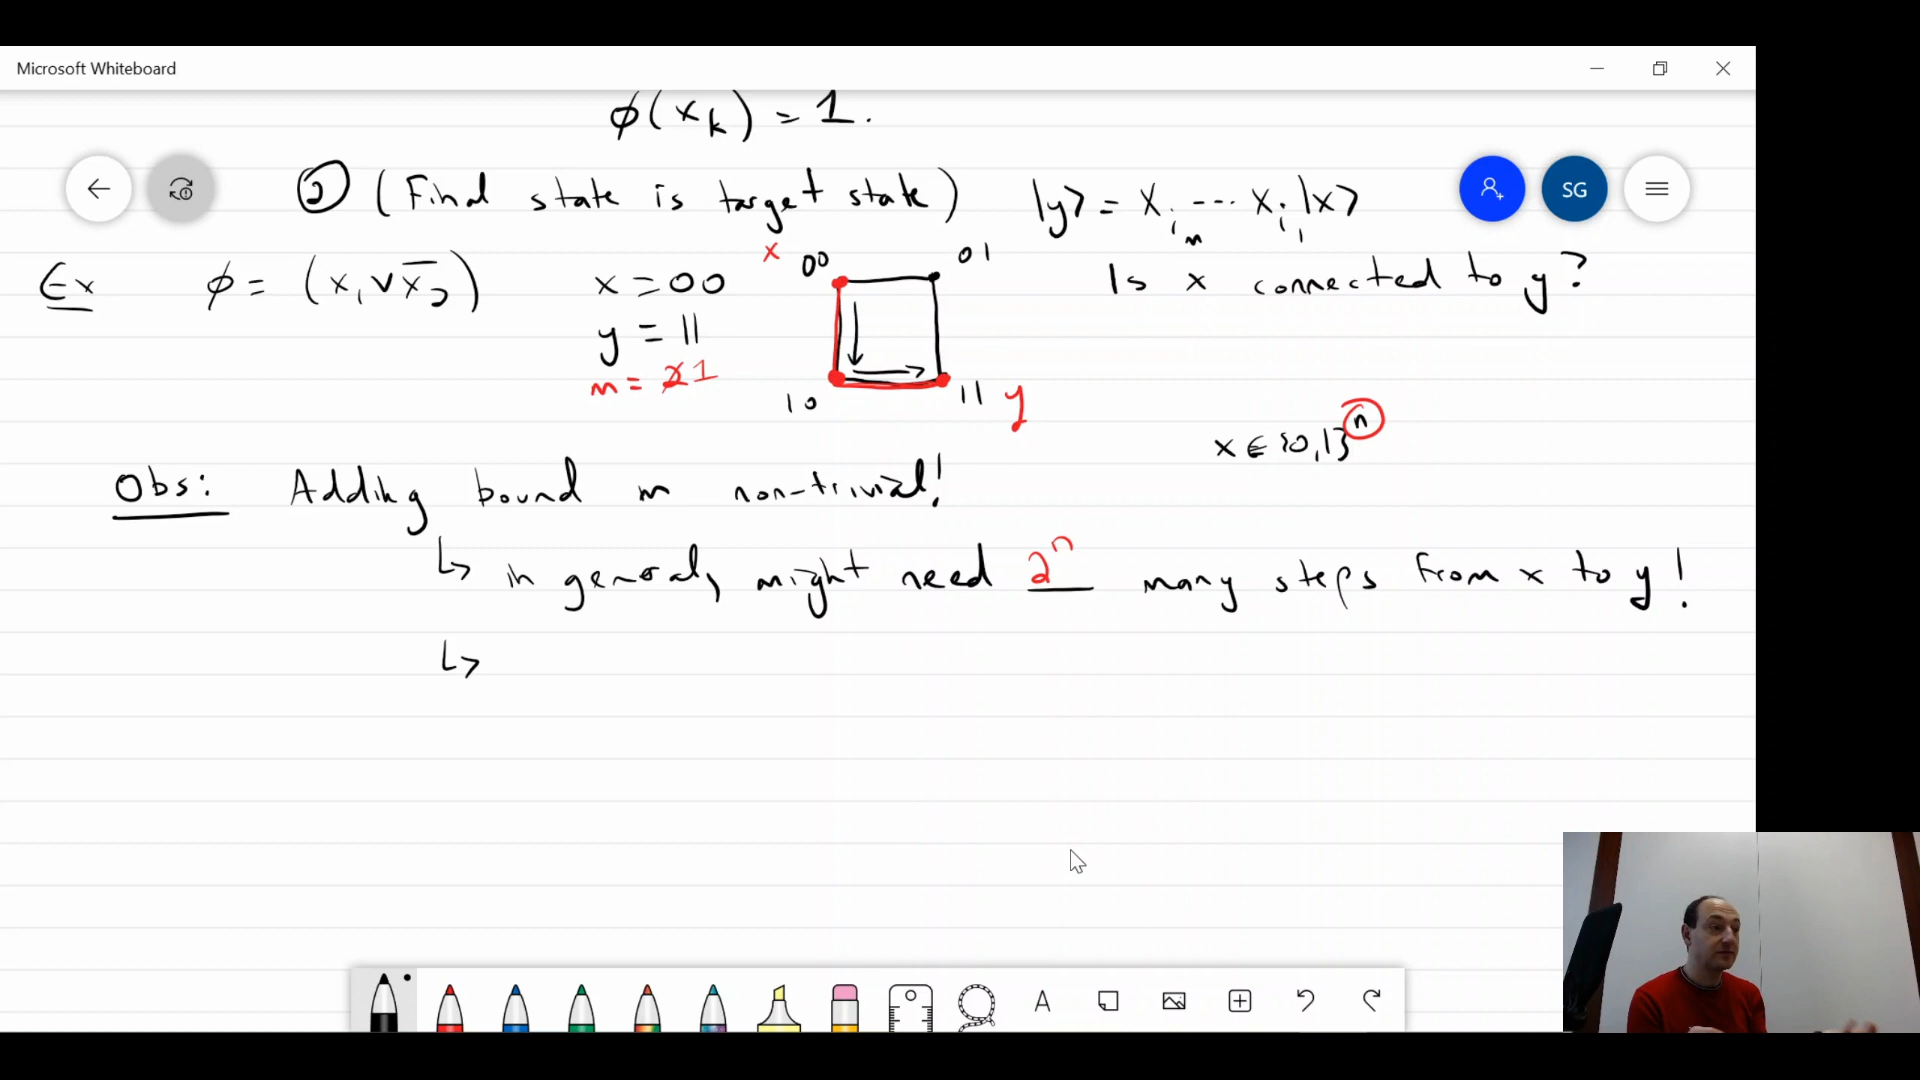 Microsoft Whiteboard
ϕ(x_k) = 1.
② (Final state is target state) |y⟩ = X_{i_m} --- X_{i_1} |x⟩
SG
Ex ϕ = (x_1 ∨ x̅_2) x = 00 x 00 01 Is x connected to y?
y = 11
m = 1
10 11 y
x ∈ {0,1}^n
Obs: Adding bound m non-trivial!
↳ in general, might need 2^n many steps from x to y!
↳